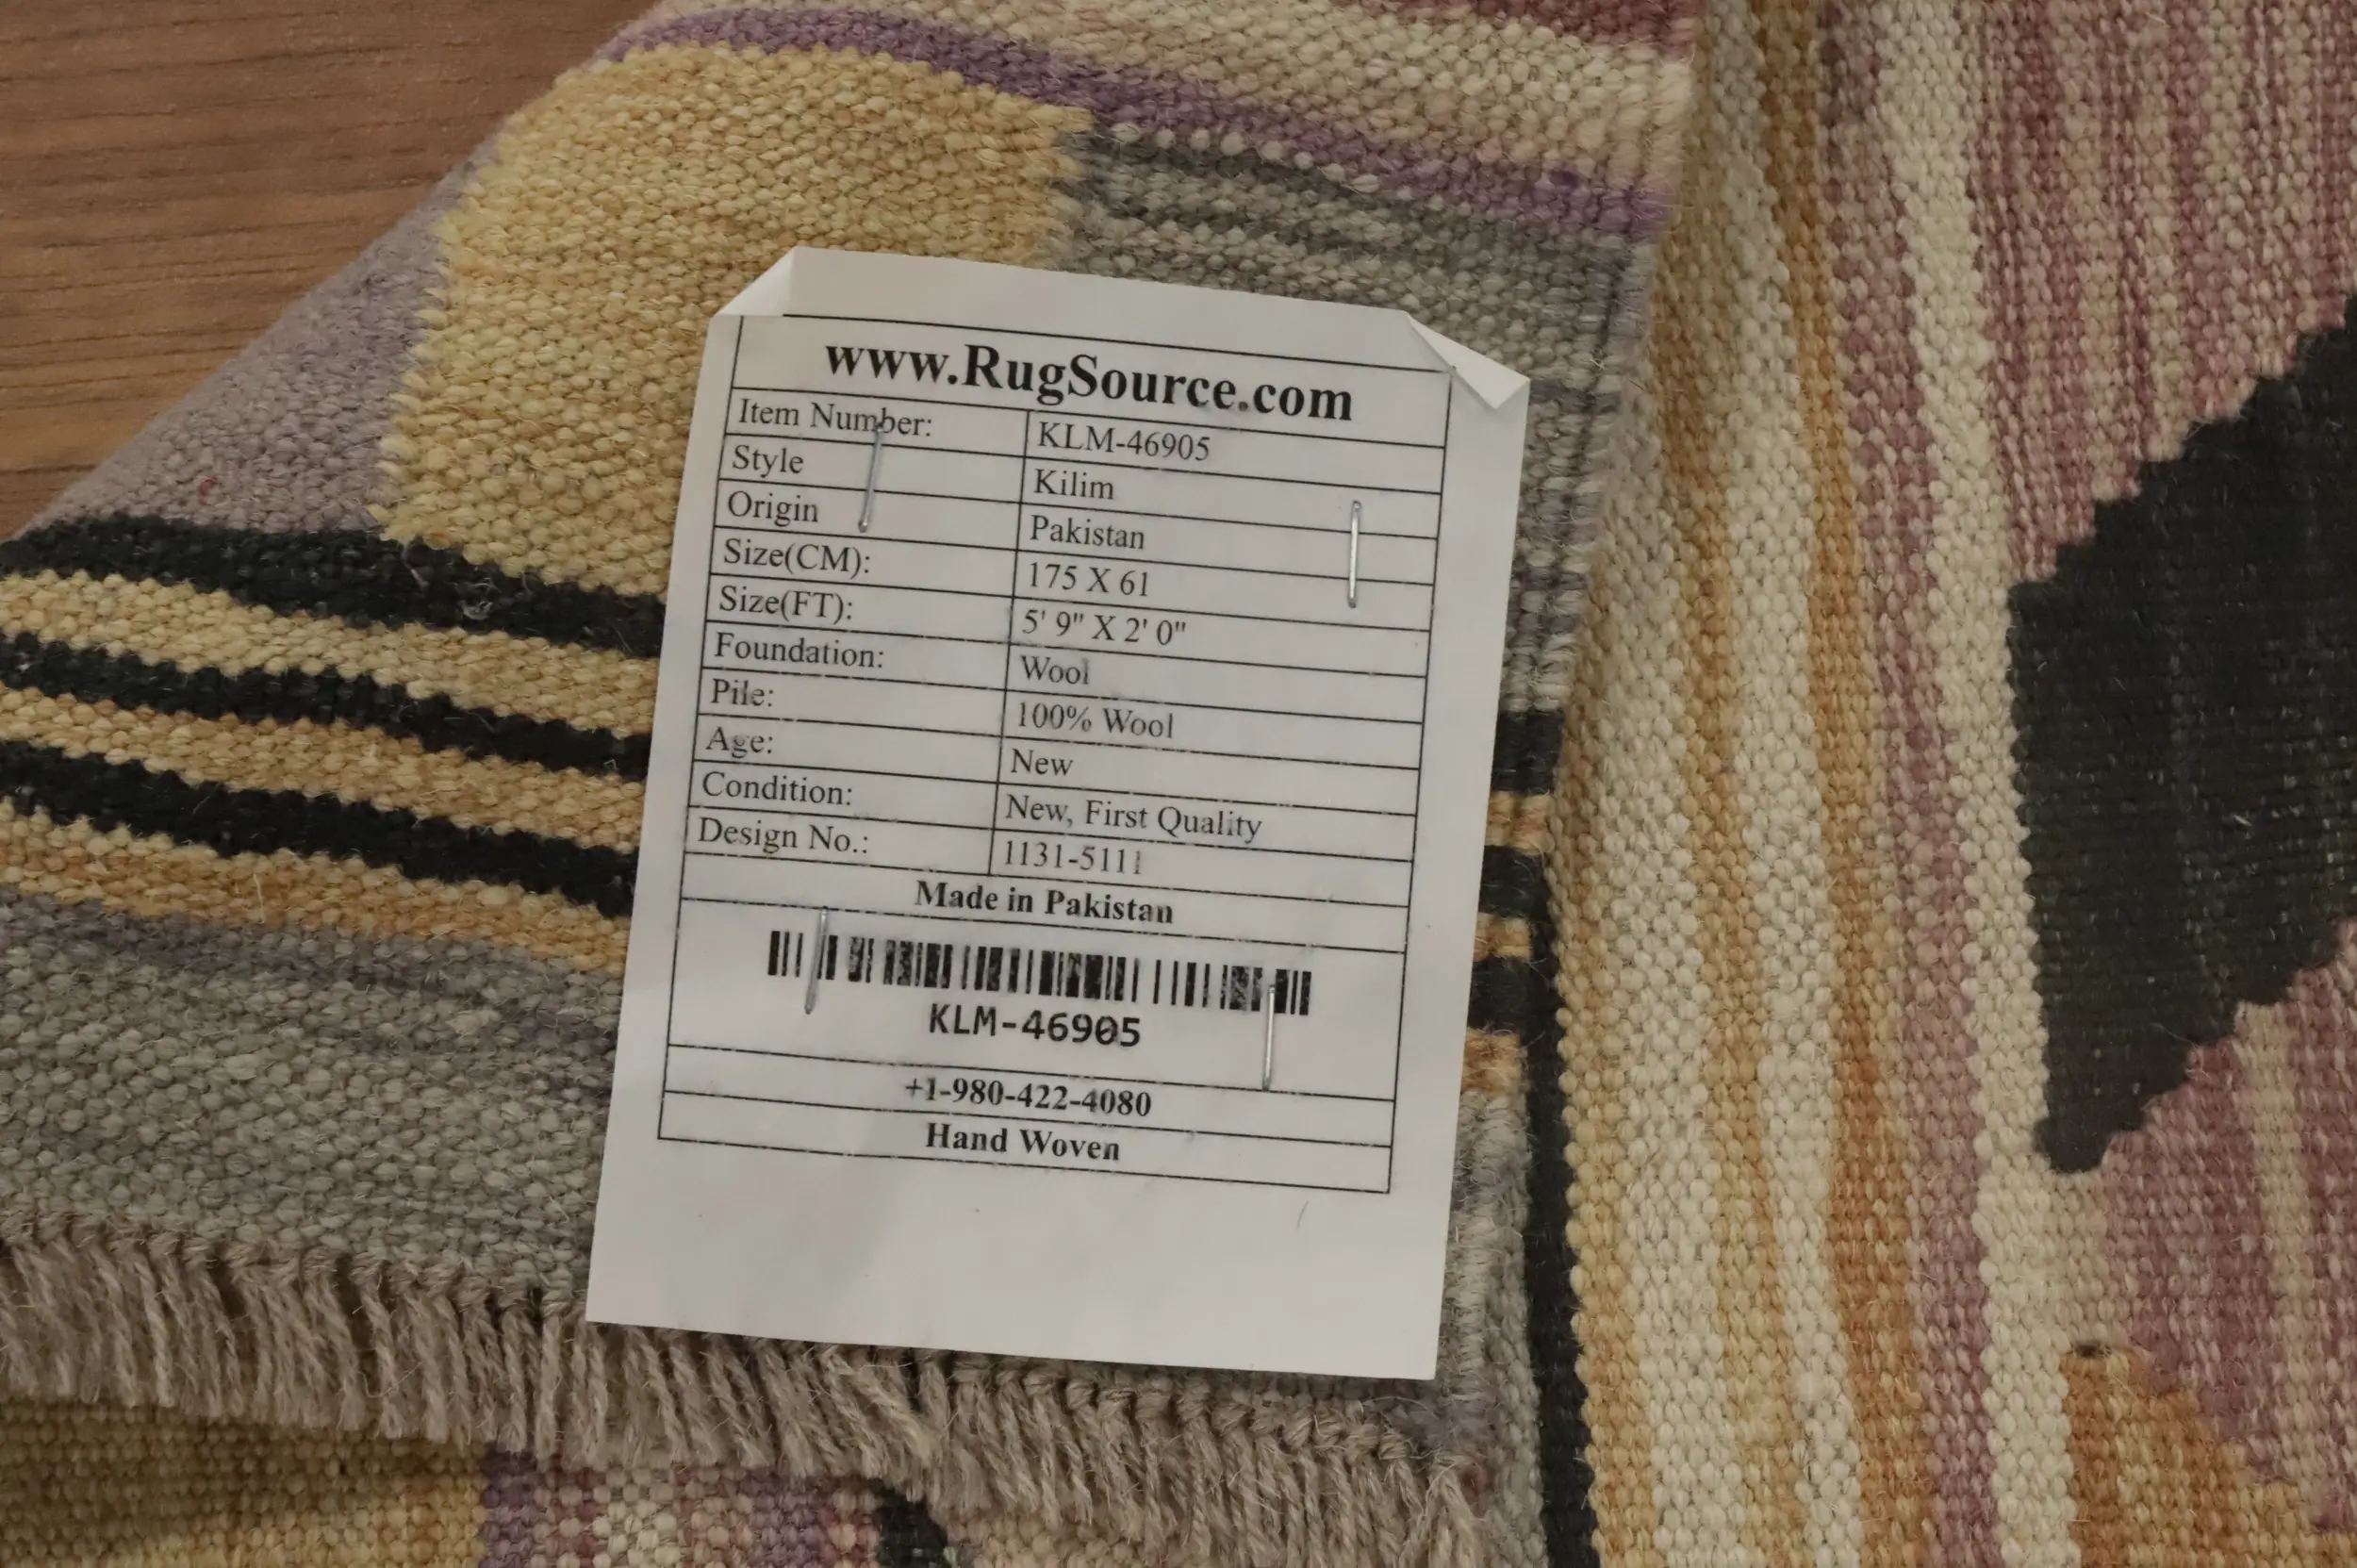 www.RugSource.com
Item Number: KLM-46905
Style Kilim
Origin Pakistan
Size(CM): 175 X 61
Size(FT): 5' 9" X 2' 0"
Foundation: Wool
Pile: 100% Wool
Age: New
Condition: New, First Quality
Design No.: 1131-5111
Made in Pakistan
KLM-46905
+1-980-422-4080
Hand Woven